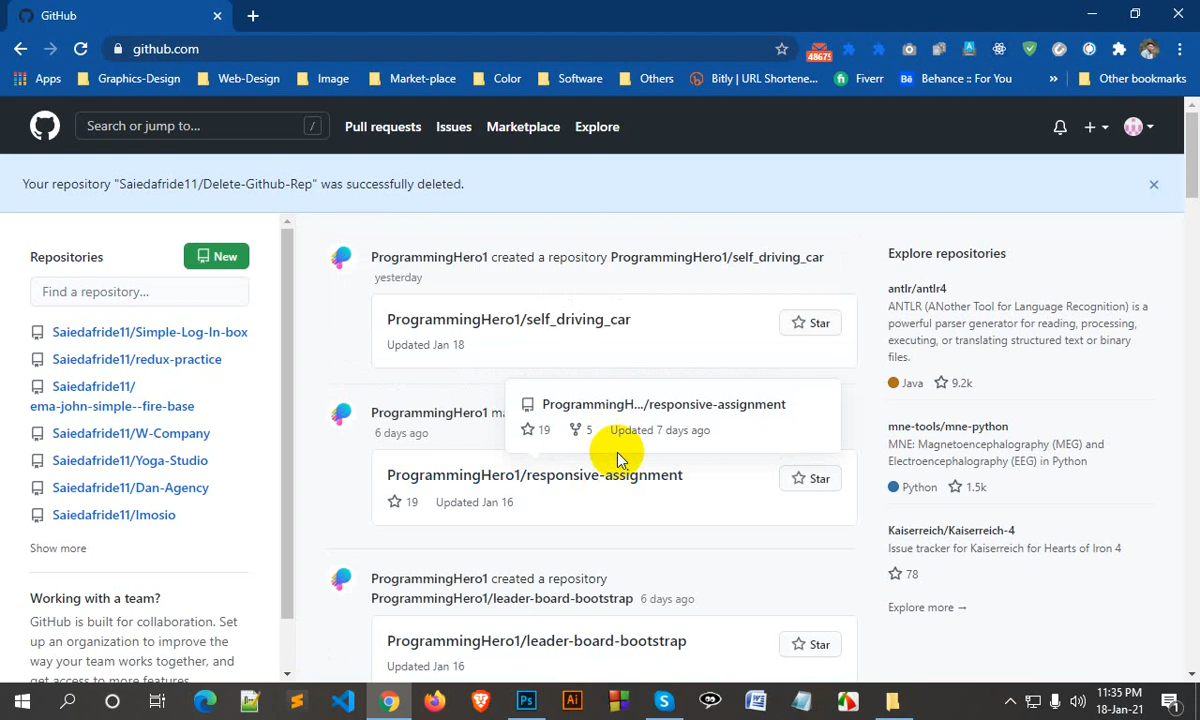 GitHub
github.com
48675
Apps
Graphics-Design
Web-Design
Image
Market-place
Color
Software
Others
Bitly | URL Shortene...
Fiverr
Behance :: For You
»
Other bookmarks
Search or jump to...
/
Pull requests
Issues
Marketplace
Explore
Your repository "Saiedafride11/Delete-Github-Rep" was successfully deleted.
Repositories
New
Find a repository...
Saiedafride11/Simple-Log-In-box
Saiedafride11/redux-practice
Saiedafride11/
ema-john-simple--fire-base
Saiedafride11/W-Company
Saiedafride11/Yoga-Studio
Saiedafride11/Dan-Agency
Saiedafride11/Imosio
Show more
Working with a team?
GitHub is built for collaboration. Set
up an organization to improve the
way your team works together, and
get access to more features.
ProgrammingHero1 created a repository ProgrammingHero1/self_driving_car
yesterday
ProgrammingHero1/self_driving_car
Star
Updated Jan 18
ProgrammingHero1 ma
6 days ago
ProgrammingH.../responsive-assignment
19
5
Updated 7 days ago
ProgrammingHero1/responsive-assignment
Star
19
Updated Jan 16
ProgrammingHero1 created a repository
ProgrammingHero1/leader-board-bootstrap 6 days ago
ProgrammingHero1/leader-board-bootstrap
Star
Updated Jan 16
Explore repositories
antlr/antlr4
ANTLR (ANother Tool for Language Recognition) is a
powerful parser generator for reading, processing,
executing, or translating structured text or binary
files.
Java
9.2k
mne-tools/mne-python
MNE: Magnetoencephalography (MEG) and
Electroencephalography (EEG) in Python
Python
1.5k
Kaiserreich/Kaiserreich-4
Issue tracker for Kaiserreich for Hearts of Iron 4
78
Explore more →
Ps
Ai
11:35 PM
18-Jan-21
1